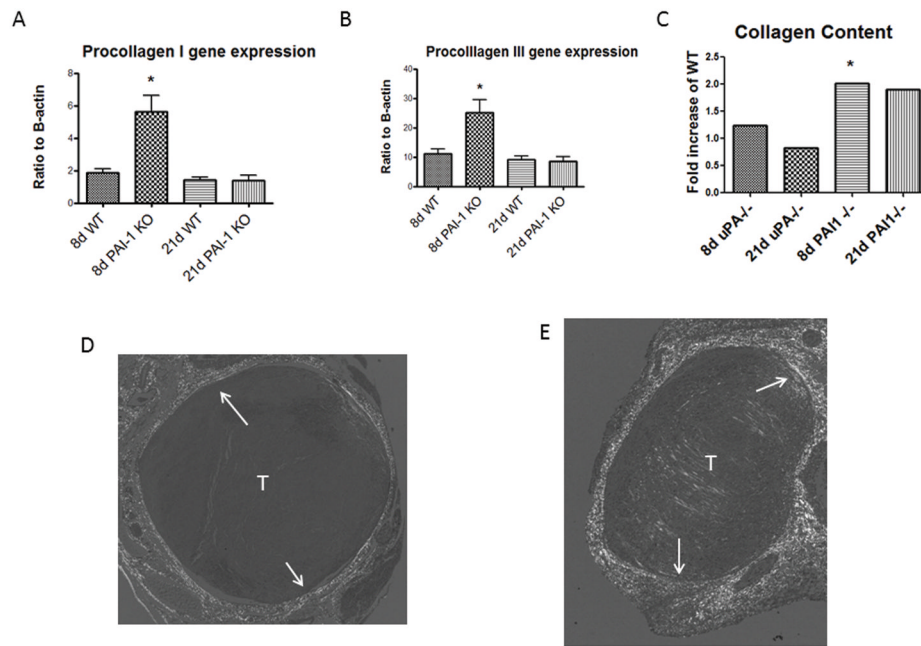 A
Procollagen I gene expression
Ratio to B-actin
8
6
4
2
0
*
8d WT
8d PAI-1 KO
21d WT
21d PAI-1 KO
B
Procolllagen III gene expression
Ratio to B-actin
40
30
20
10
0
*
8d WT
8d PAI-1 KO
21d WT
21d PAI-1 KO
C
Collagen Content
Fold increase of WT
2.5
2.0
1.5
1.0
0.5
0.0
*
8d uPA-/-
21d uPA-/-
8d PAI1 -/-
21d PAI1-/-
D
T
E
T